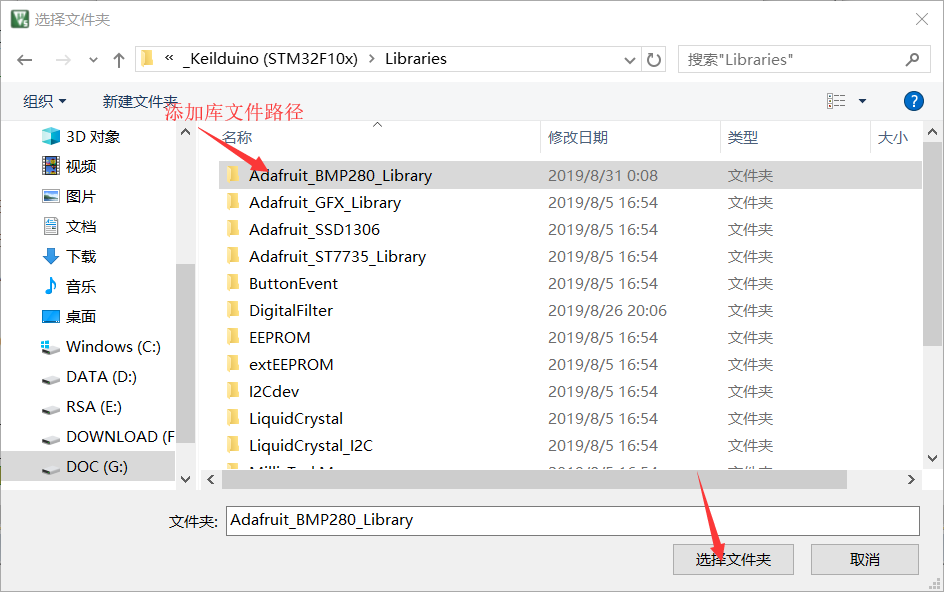 选择文件夹
« _Keilduino (STM32F10x) > Libraries
搜索"Libraries"
组织
新建文件夹
?
添加库文件路径
名称 修改日期 类型 大小
3D 对象
视频
图片
文档
下载
音乐
桌面
Windows (C:)
DATA (D:)
RSA (E:)
DOWNLOAD (F
DOC (G:)
Adafruit_BMP280_Library 2019/8/31 0:08 文件夹
Adafruit_GFX_Library 2019/8/5 16:54 文件夹
Adafruit_SSD1306 2019/8/5 16:54 文件夹
Adafruit_ST7735_Library 2019/8/5 16:54 文件夹
ButtonEvent 2019/8/5 16:54 文件夹
DigitalFilter 2019/8/26 20:06 文件夹
EEPROM 2019/8/5 16:54 文件夹
extEEPROM 2019/8/5 16:54 文件夹
I2Cdev 2019/8/5 16:54 文件夹
LiquidCrystal 2019/8/5 16:54 文件夹
LiquidCrystal_I2C 2019/8/5 16:54 文件夹
文件夹: Adafruit_BMP280_Library
选择文件夹 取消